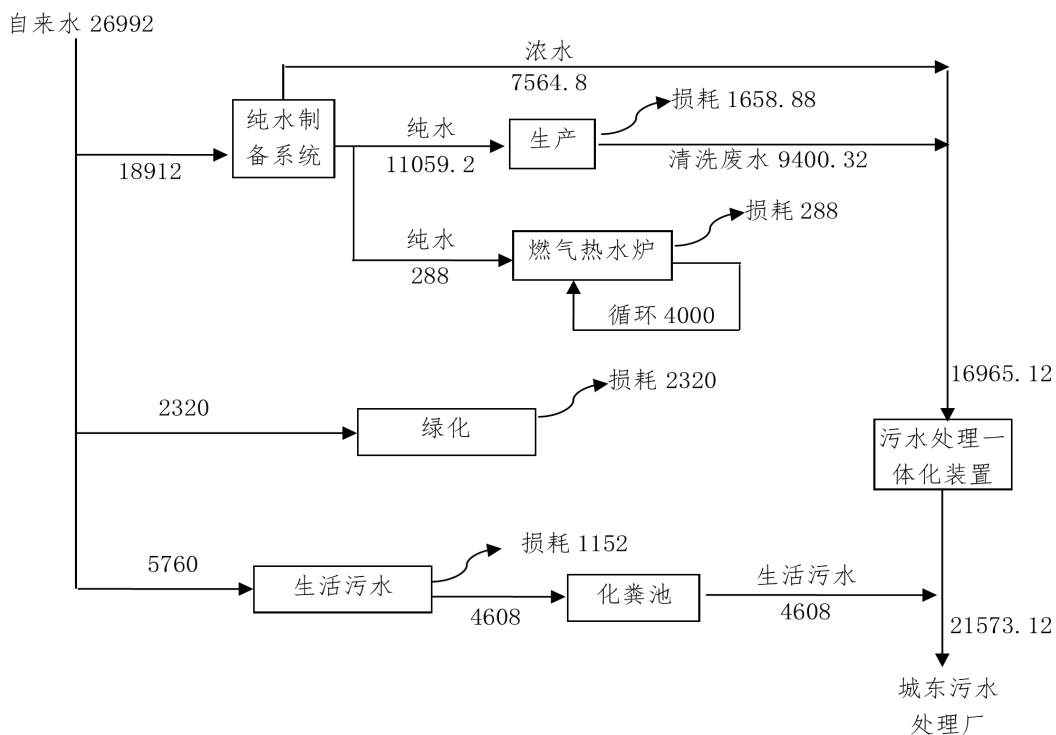 自来水 26992
浓水
7564.8
损耗 1658.88
纯水制
备系统
纯水
11059.2
生产
清洗废水 9400.32
18912
损耗 288
纯水
288
燃气热水炉
循环 4000
16965.12
损耗 2320
2320
绿化
污水处理一
体化装置
损耗 1152
5760
生活污水
4608
化粪池
生活污水
4608
21573.12
城东污水
处理厂